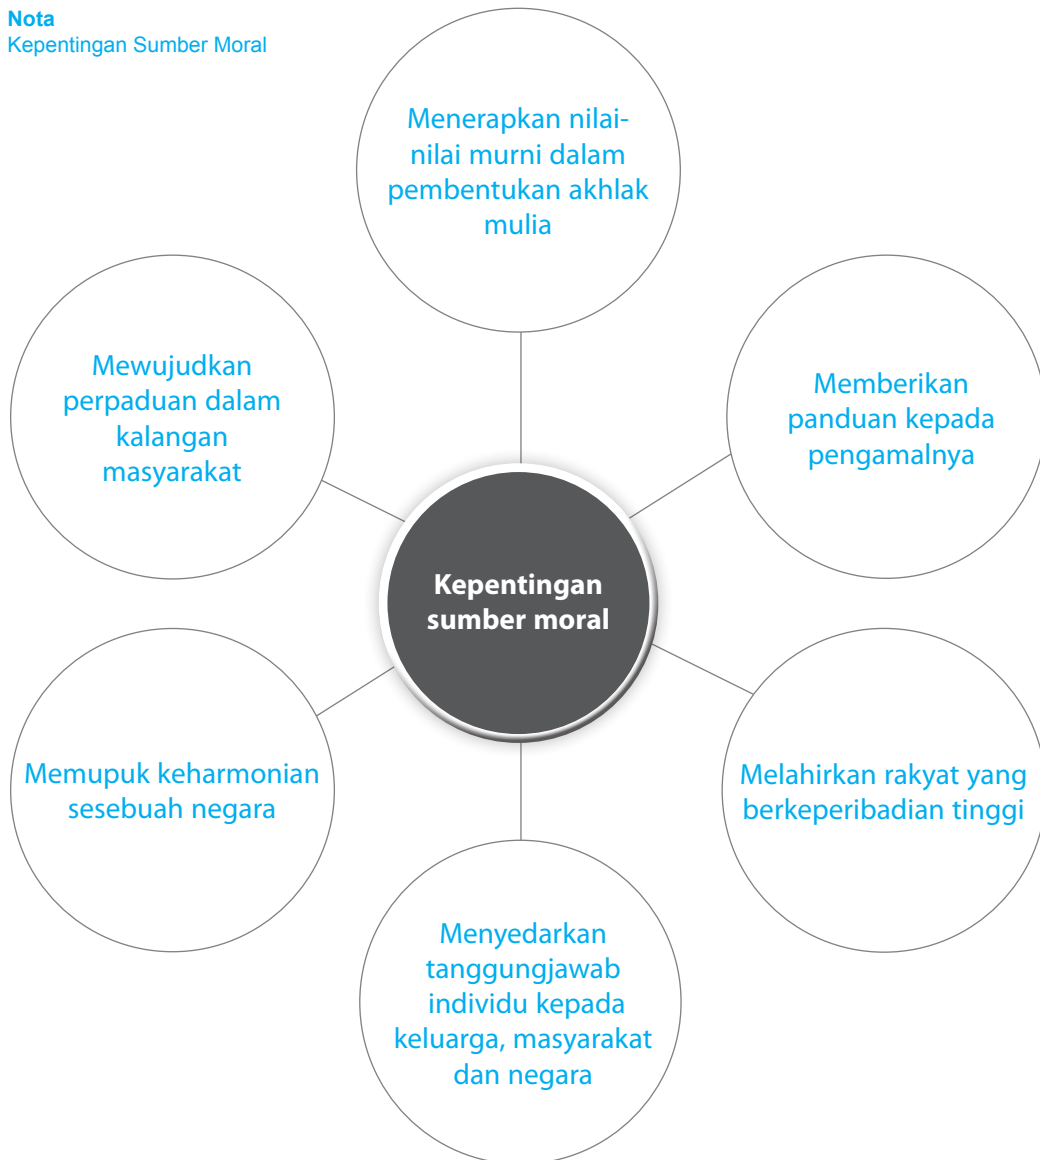 Nota
Kepentingan Sumber Moral
Menerapkan nilai-
nilai murni dalam
pembentukan akhlak
mulia
Mewujudkan
perpaduan dalam
kalangan
masyarakat
Memberikan
panduan kepada
pengamalnya
Kepentingan
sumber moral
Memupuk keharmonian
sesebuah negara
Melahirkan rakyat yang
berkeperibadian tinggi
Menyedarkan
tanggungjawab
individu kepada
keluarga, masyarakat
dan negara